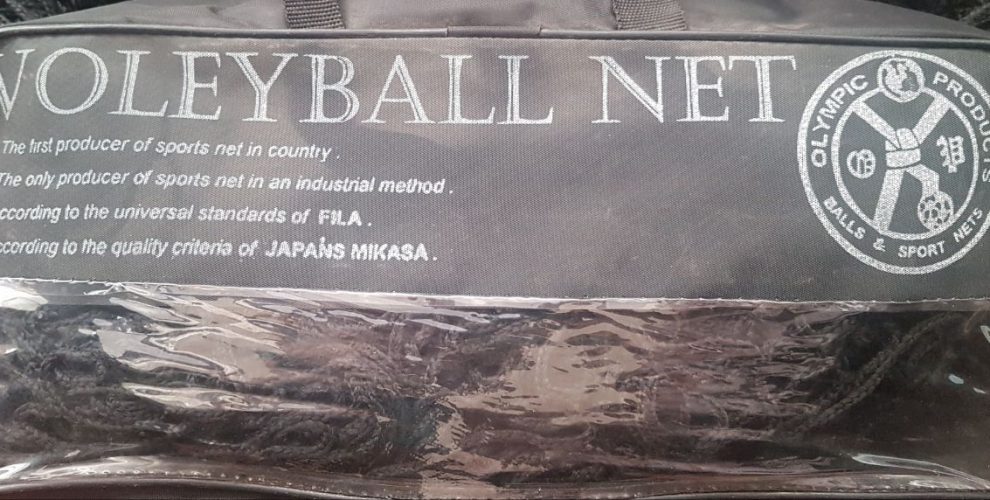 VOLEYBALL NET
The first producer of sports net in country .
The only producer of sports net in an industrial method .
ccording to the universal standards of FILA .
ccording to the quality criteria of JAPAN'S MIKASA .
OLYMPIC PRODUCTS
BALLS & SPORT NETS